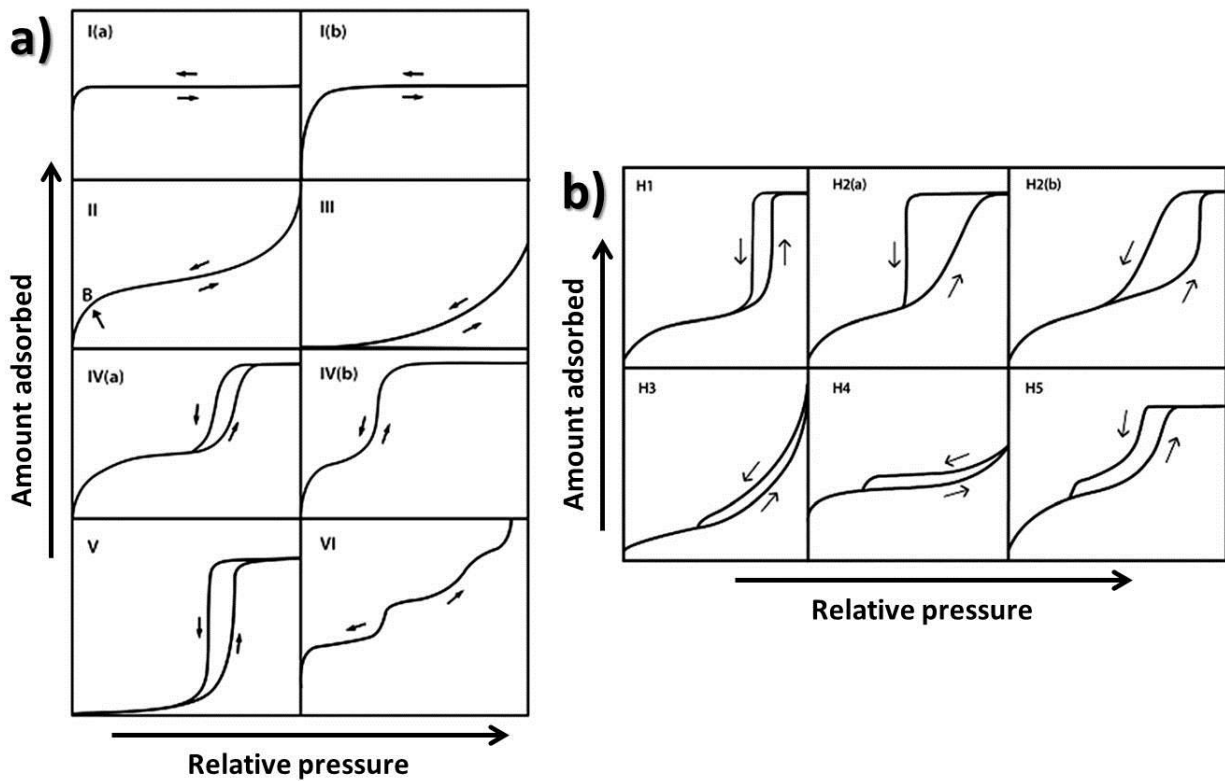 a)
I(a)
I(b)
II
III
B
IV(a)
IV(b)
V
VI
Amount adsorbed
Relative pressure
b)
H1
H2(a)
H2(b)
H3
H4
H5
Amount adsorbed
Relative pressure